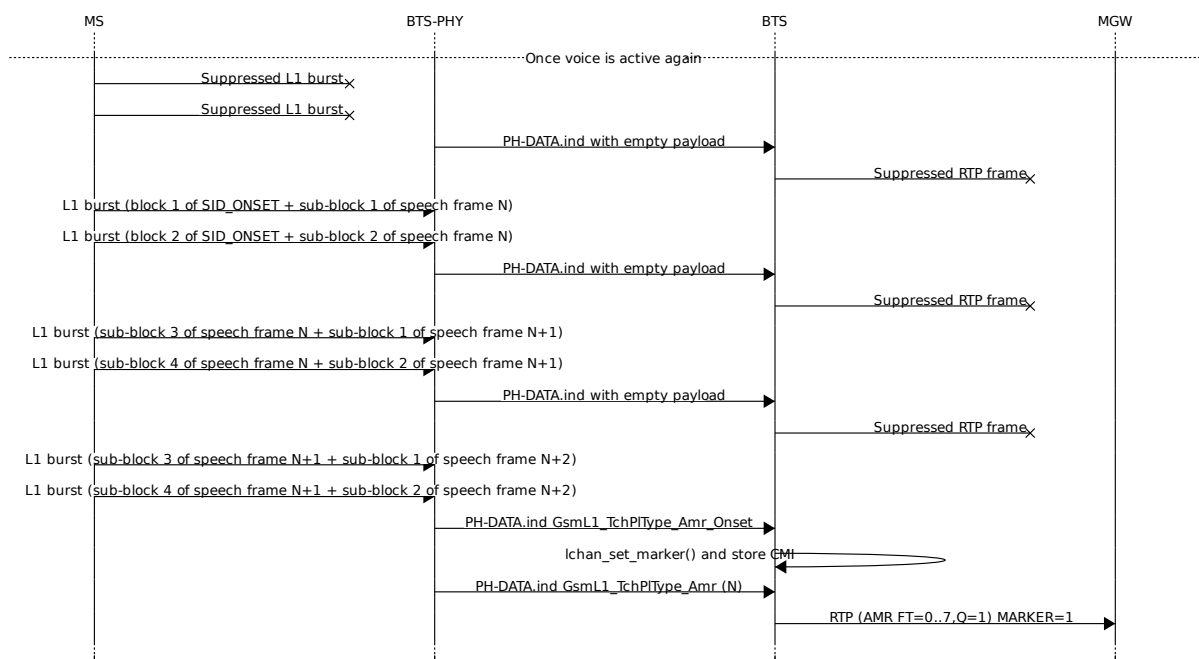 MS BTS-PHY BTS MGW
Once voice is active again
Suppressed L1 burst
Suppressed L1 burst
PH-DATA.ind with empty payload
Suppressed RTP frame
L1 burst (block 1 of SID_ONSET + sub-block 1 of speech frame N)
L1 burst (block 2 of SID_ONSET + sub-block 2 of speech frame N)
PH-DATA.ind with empty payload
Suppressed RTP frame
L1 burst (sub-block 3 of speech frame N + sub-block 1 of speech frame N+1)
L1 burst (sub-block 4 of speech frame N + sub-block 2 of speech frame N+1)
PH-DATA.ind with empty payload
Suppressed RTP frame
L1 burst (sub-block 3 of speech frame N+1 + sub-block 1 of speech frame N+2)
L1 burst (sub-block 4 of speech frame N+1 + sub-block 2 of speech frame N+2)
PH-DATA.ind GsmL1_TchPlType_Amr_Onset
lchan_set_marker() and store CMI
PH-DATA.ind GsmL1_TchPlType_Amr (N)
RTP (AMR FT=0..7,Q=1) MARKER=1